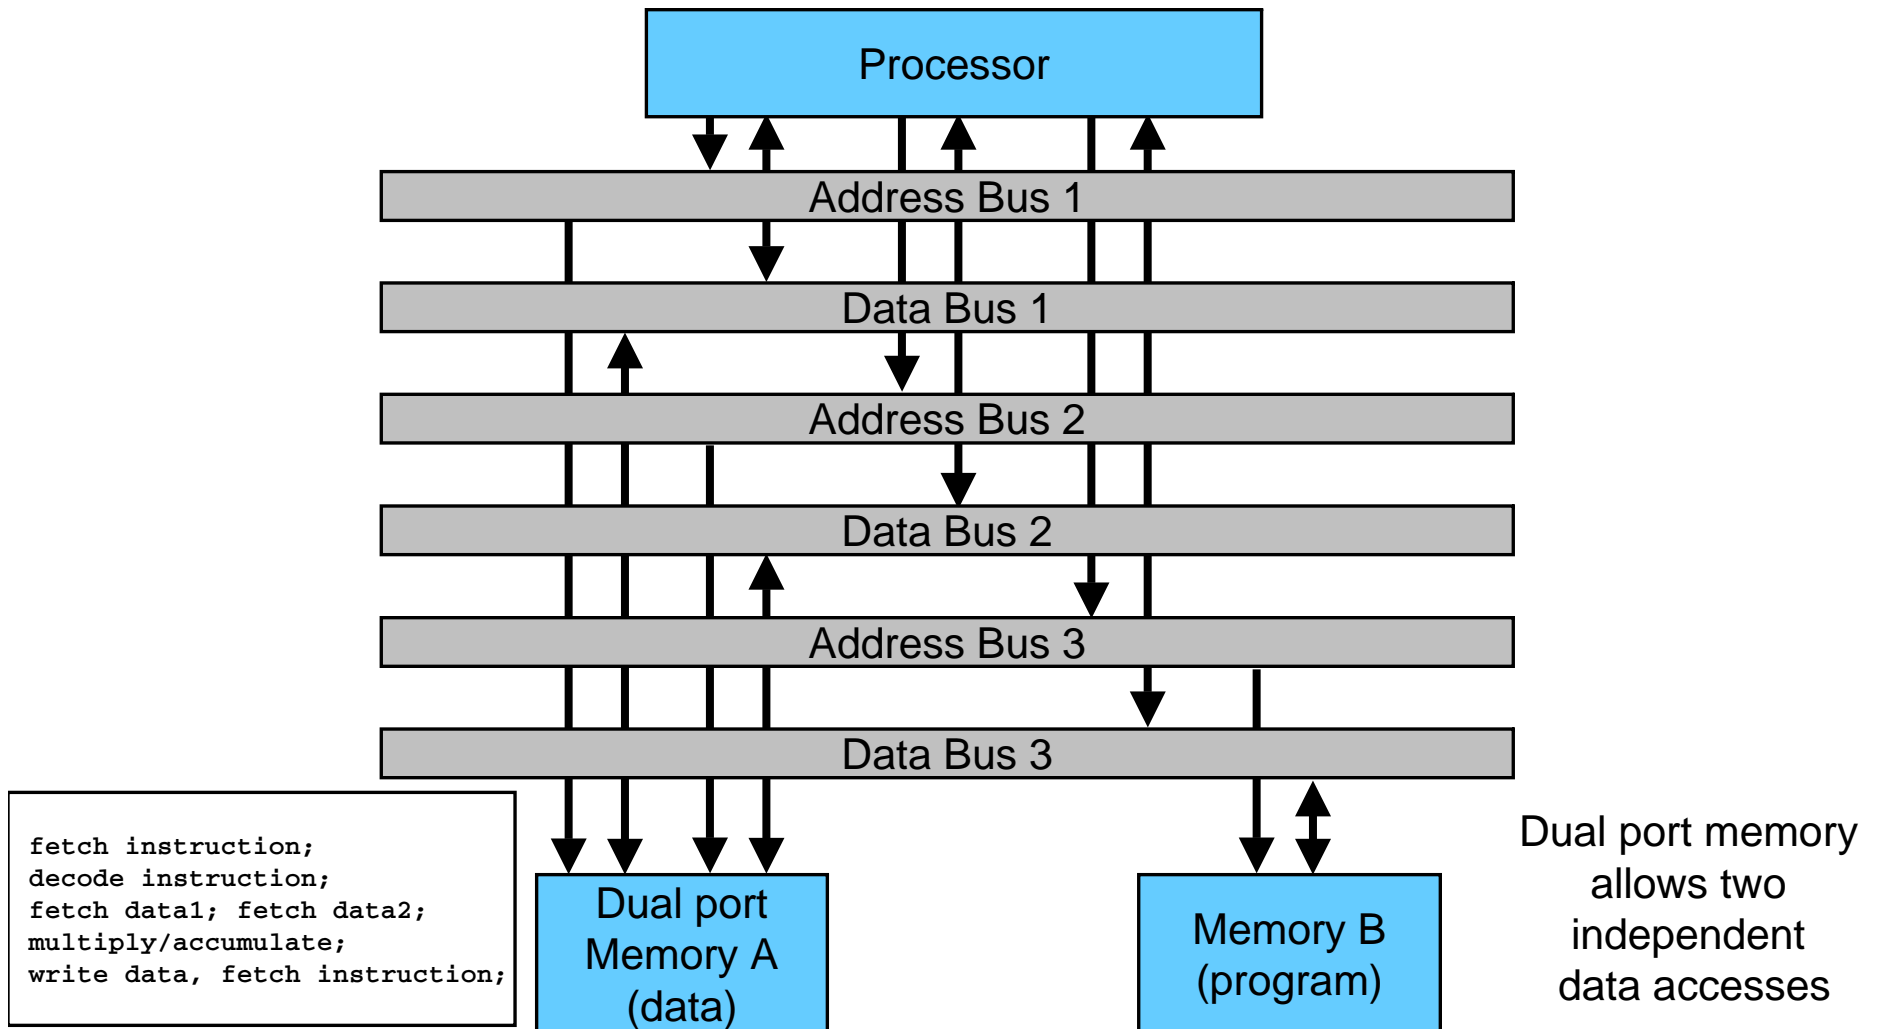 Processor
Address Bus 1
Data Bus 1
Address Bus 2
Data Bus 2
Address Bus 3
Data Bus 3
fetch instruction;
decode instruction;
fetch data1; fetch data2;
multiply/accumulate;
write data, fetch instruction;
Dual port
Memory A
(data)
Memory B
(program)
Dual port memory
allows two
independent
data accesses